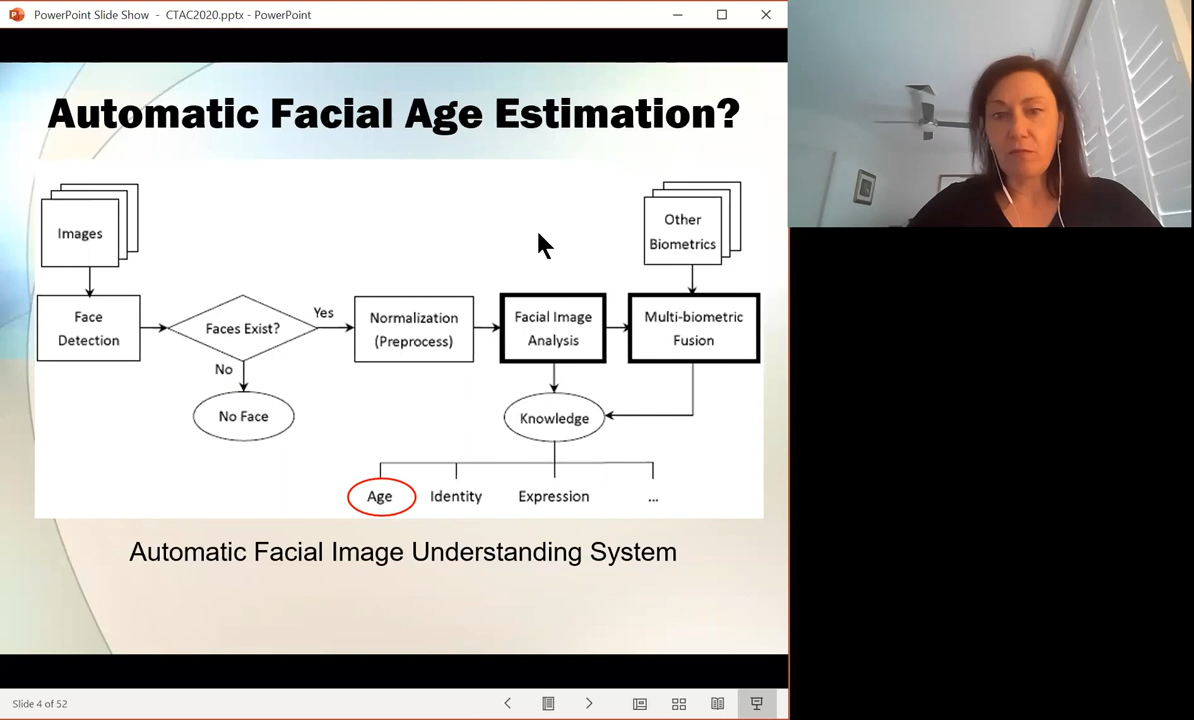 PowerPoint Slide Show - CTAC2020.pptx - PowerPoint
Automatic Facial Age Estimation?
Images
Other
Biometrics
Face
Detection
Faces Exist?
Yes
No
No Face
Normalization
(Preprocess)
Facial Image
Analysis
Multi-biometric
Fusion
Knowledge
Age
Identity
Expression
...
Automatic Facial Image Understanding System
Slide 4 of 52